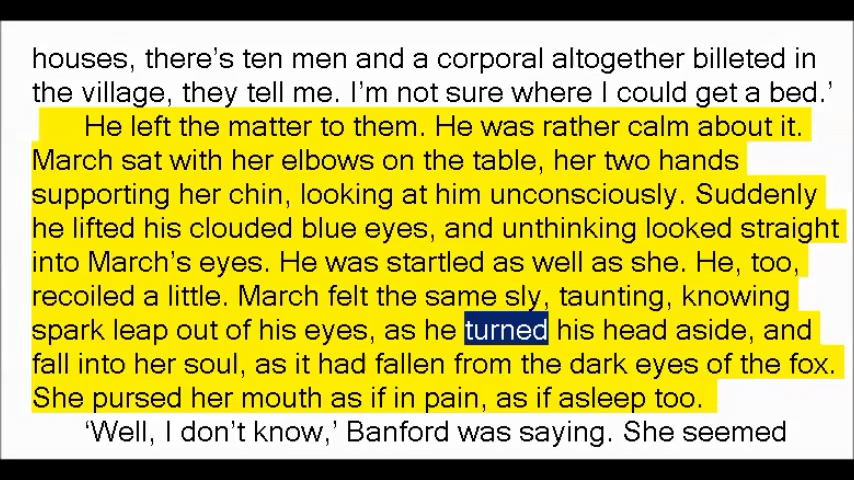 houses, there’s ten men and a corporal altogether billeted in
the village, they tell me. I’m not sure where I could get a bed.’
He left the matter to them. He was rather calm about it.
March sat with her elbows on the table, her two hands
supporting her chin, looking at him unconsciously. Suddenly
he lifted his clouded blue eyes, and unthinking looked straight
into March’s eyes. He was startled as well as she. He, too,
recoiled a little. March felt the same sly, taunting, knowing
spark leap out of his eyes, as he turned his head aside, and
fall into her soul, as it had fallen from the dark eyes of the fox.
She pursed her mouth as if in pain, as if asleep too.
‘Well, I don’t know,’ Banford was saying. She seemed